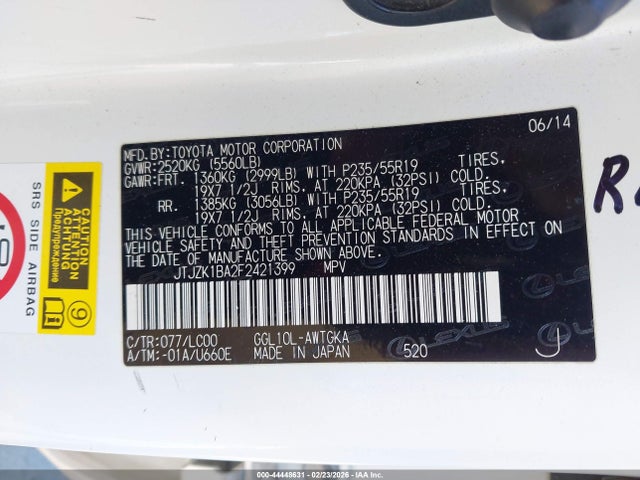 06/14
MFD.BY:TOYOTA MOTOR CORPORATION
GVWR:2520KG (5560LB)
GAWR:FRT. 1360KG (2999LB) WITH P235/55R19 TIRES.
19X7 1/2J RIMS. AT 220KPA (32PSI) COLD.
RR. 1385KG (3056LB) WITH P235/55R19 TIRES.
19X7 1/2J RIMS. AT 220KPA (32PSI) COLD.
THIS VEHICLE CONFORMS TO ALL APPLICABLE FEDERAL MOTOR
VEHICLE SAFETY AND THEFT PREVENTION STANDARDS IN EFFECT ON
THE DATE OF MANUFACTURE SHOWN ABOVE.
JTJZK1BA2F2421399 MPV
C/TR:077/LC00 GGL10L-AWTGKA
A/TM:-01A/U660E MADE IN JAPAN 520 J
LEXUS
SRS SIDE AIRBAG
CAUTION
Предупреждение
9
R
000-44448631 - 02/23/2026 - IAA Inc.